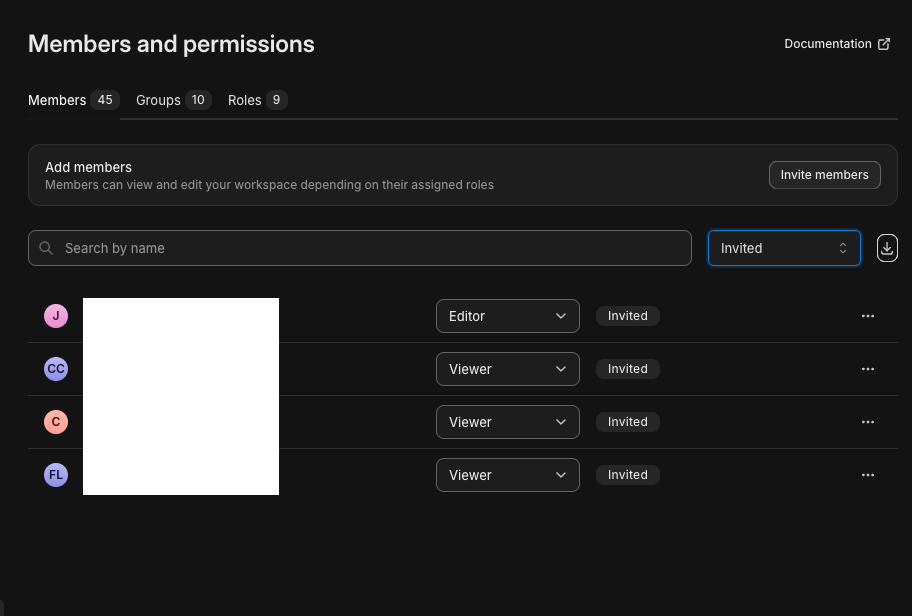 Members and permissions
Documentation
Members 45 Groups 10 Roles 9
Add members
Members can view and edit your workspace depending on their assigned roles
Invite members
Search by name
Invited
J Editor Invited
CC Viewer Invited
C Viewer Invited
FL Viewer Invited